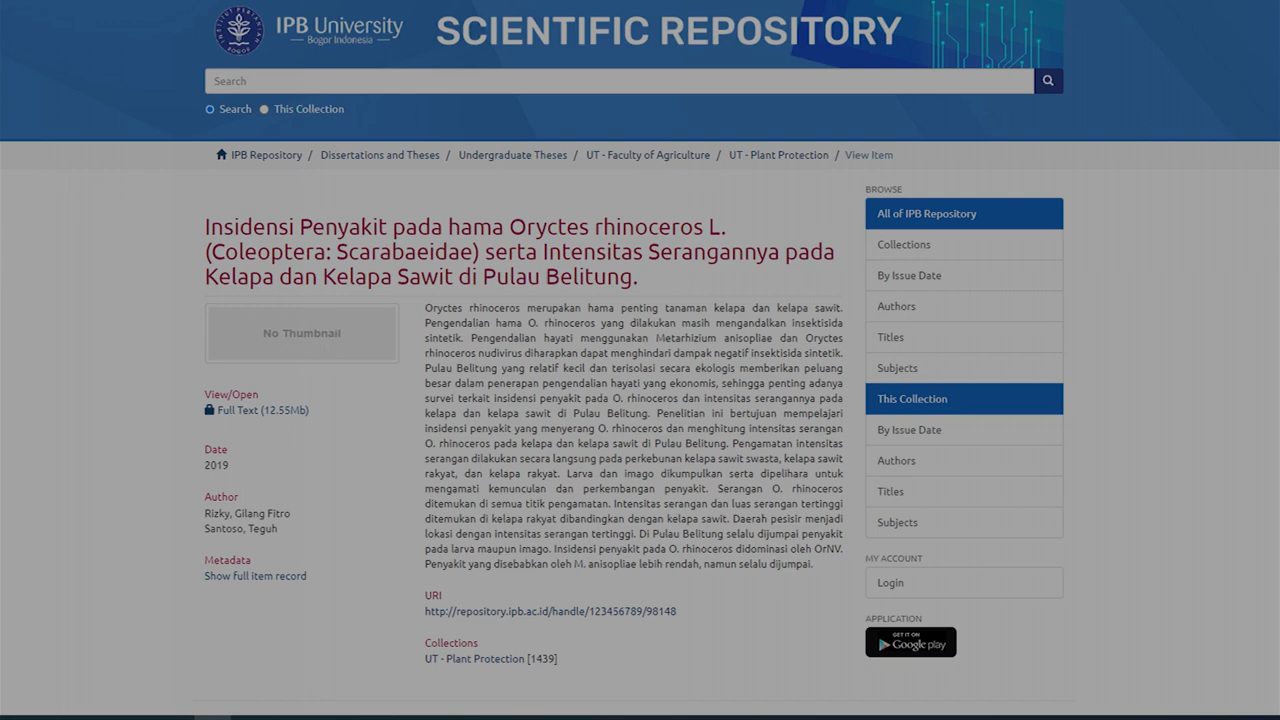 INSTITUT PERTANIAN
BOGOR
IPB University
Bogor Indonesia
SCIENTIFIC REPOSITORY
Search
Search This Collection
IPB Repository / Dissertations and Theses / Undergraduate Theses / UT - Faculty of Agriculture / UT - Plant Protection / View Item
Insidensi Penyakit pada hama Oryctes rhinoceros L.
(Coleoptera: Scarabaeidae) serta Intensitas Serangannya pada
Kelapa dan Kelapa Sawit di Pulau Belitung.
No Thumbnail
View/Open
Full Text (12.55Mb)
Date
2019
Author
Rizky, Gilang Fitro
Santoso, Teguh
Metadata
Show full item record
Oryctes rhinoceros merupakan hama penting tanaman kelapa dan kelapa sawit.
Pengendalian hama O. rhinoceros yang dilakukan masih mengandalkan insektisida
sintetik. Pengendalian hayati menggunakan Metarhizium anisopliae dan Oryctes
rhinoceros nudivirus diharapkan dapat menghindari dampak negatif insektisida sintetik.
Pulau Belitung yang relatif kecil dan terisolasi secara ekologis memberikan peluang
besar dalam penerapan pengendalian hayati yang ekonomis, sehingga penting adanya
survei terkait insidensi penyakit pada O. rhinoceros dan intensitas serangannya pada
kelapa dan kelapa sawit di Pulau Belitung. Penelitian ini bertujuan mempelajari
insidensi penyakit yang menyerang O. rhinoceros dan menghitung intensitas serangan
O. rhinoceros pada kelapa dan kelapa sawit di Pulau Belitung. Pengamatan intensitas
serangan dilakukan secara langsung pada perkebunan kelapa sawit swasta, kelapa sawit
rakyat, dan kelapa rakyat. Larva dan imago dikumpulkan serta dipelihara untuk
mengamati kemunculan dan perkembangan penyakit. Serangan O. rhinoceros
ditemukan di semua titik pengamatan. Intensitas serangan dan luas serangan tertinggi
ditemukan di kelapa rakyat dibandingkan dengan kelapa sawit. Daerah pesisir menjadi
lokasi dengan intensitas serangan tertinggi. Di Pulau Belitung selalu dijumpai penyakit
pada larva maupun imago. Insidensi penyakit pada O. rhinoceros didominasi oleh OrNV.
Penyakit yang disebabkan oleh M. anisopliae lebih rendah, namun selalu dijumpai.
URI
http://repository.ipb.ac.id/handle/123456789/98148
Collections
UT - Plant Protection [1439]
BROWSE
All of IPB Repository
Collections
By Issue Date
Authors
Titles
Subjects
This Collection
By Issue Date
Authors
Titles
Subjects
MY ACCOUNT
Login
APPLICATION
GET IT ON
Google play